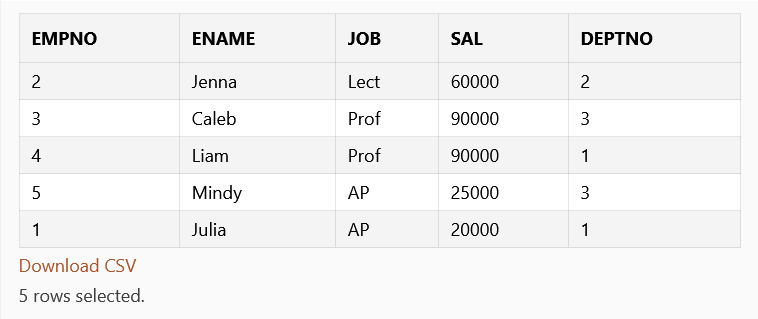 EMPNO ENAME JOB SAL DEPTNO
2 Jenna Lect 60000 2
3 Caleb Prof 90000 3
4 Liam Prof 90000 1
5 Mindy AP 25000 3
1 Julia AP 20000 1
Download CSV
5 rows selected.